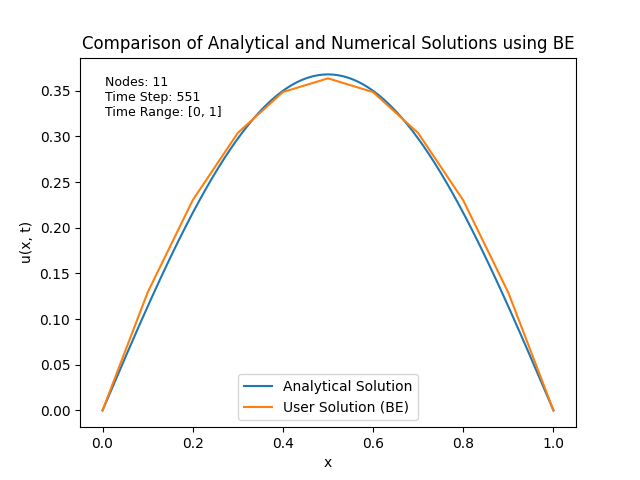 Comparison of Analytical and Numerical Solutions using BE
Nodes: 11
Time Step: 551
Time Range: [0, 1]
0.35
0.30
0.25
0.20
0.15
0.10
0.05
0.00
u(x, t)
Analytical Solution
User Solution (BE)
0.0 0.2 0.4 0.6 0.8 1.0
x